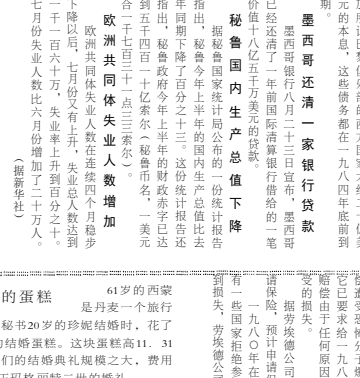 元的本息，这些债务都在一九八四年底前到
期。
墨西哥还清一家银行贷款
墨西哥银行八月二十三日宣布，墨西哥
已经还清了一年前国际清算银行借给的一笔
价值十八亿五千万美元的贷款。
秘鲁国内生产总值下降
据秘鲁国家统计局公布的一份统计报告
指出，秘鲁今年上半年的国内生产总值比去
年同期下降了百分之十三。这份统计报告还
指出，秘鲁政府今年上半年的财政赤字已达
到五千四百一十亿索尔（秘鲁币名，一美元
合一千七百三十一点三三索尔）。
欧洲共同体失业人数增加
欧洲共同体失业人数在连续四个月稳步
下降以后，七月份又有上升，失业总人数达到
一千一百六十万，失业率上升到百分之十。
七月份失业人数比六月份增加了二十万人。
（据新华社）
它已要求给一九八
赔偿由于任何原因
受的损失。
据劳埃德公司
请保险，预计申请保
一九八〇年在
有一些国家拒绝参
到损失，劳埃德公司
的蛋糕
61岁的西蒙
是丹麦一个旅行
秘书20岁的珍妮结婚时，花了
的结婚蛋糕。这块蛋糕高11．31
们的结婚典礼规模之大，费用